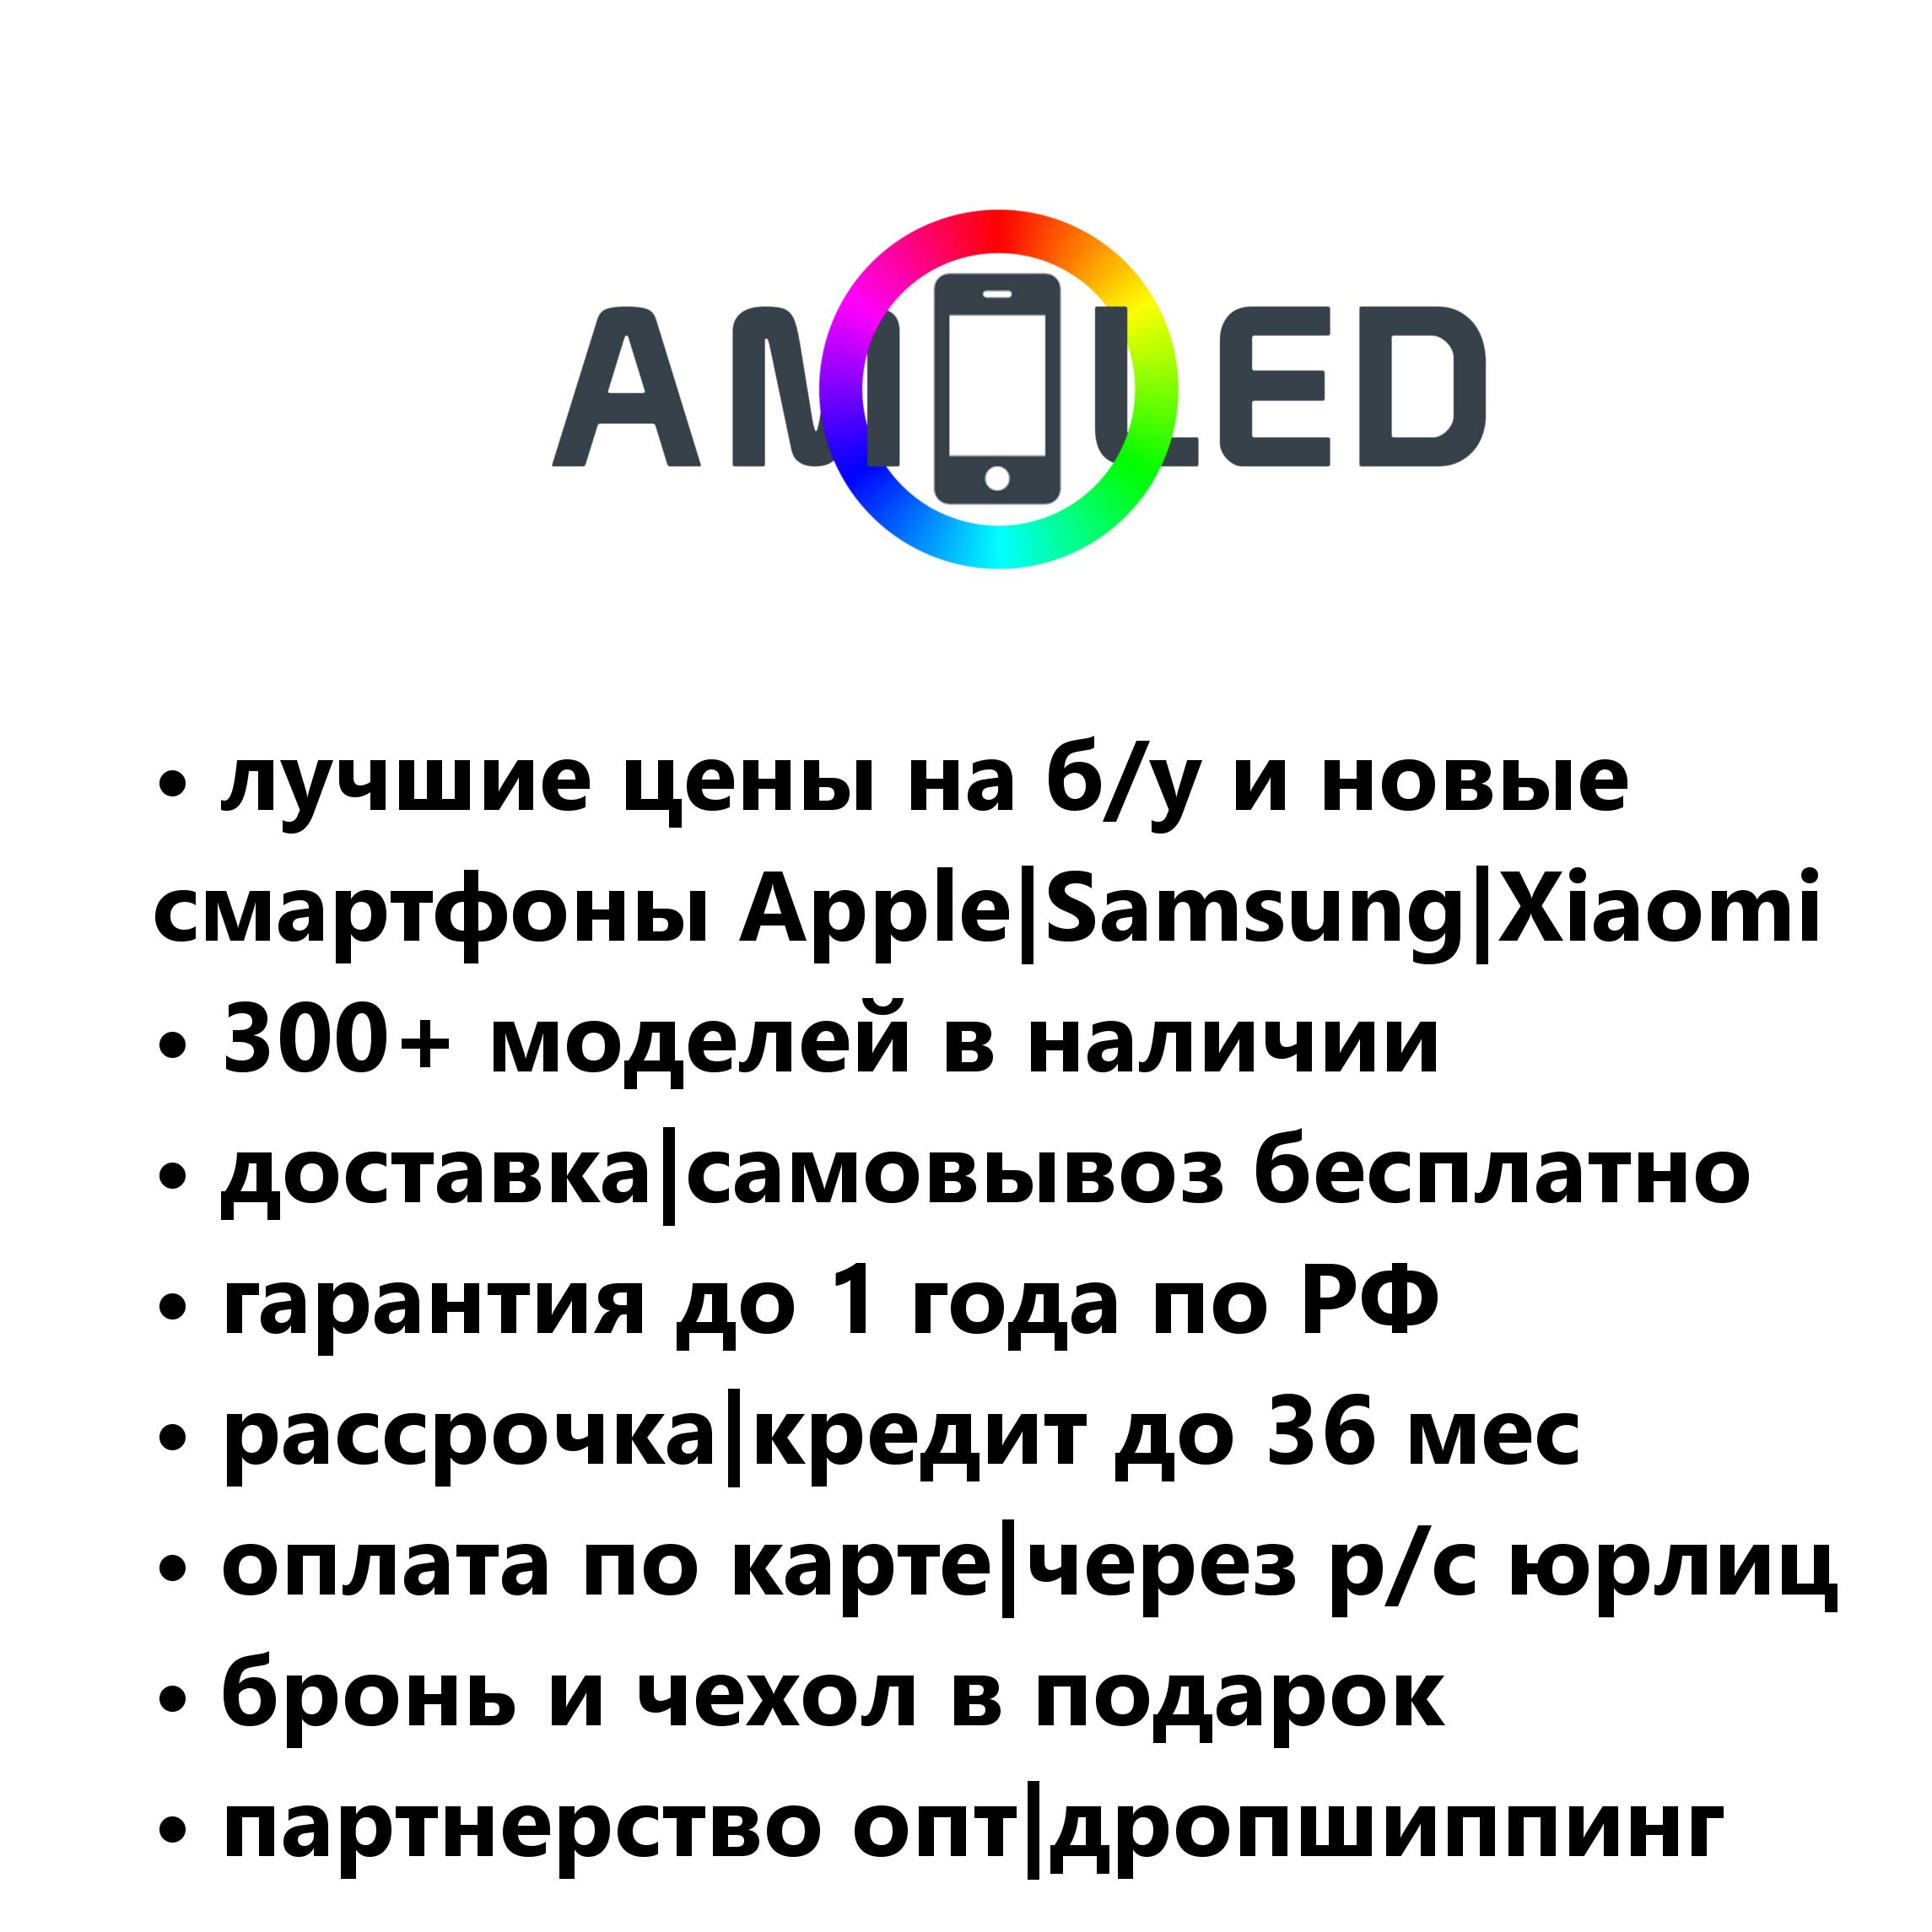 AMOLED
• лучшие цены на б/у и новые
смартфоны Apple|Samsung|Xiaomi
• 300+ моделей в наличии
• доставка|самовывоз бесплатно
• гарантия до 1 года по РФ
• рассрочка|кредит до 36 мес
• оплата по карте|через р/с юрлиц
• бронь и чехол в подарок
• партнерство опт|дропшиппинг